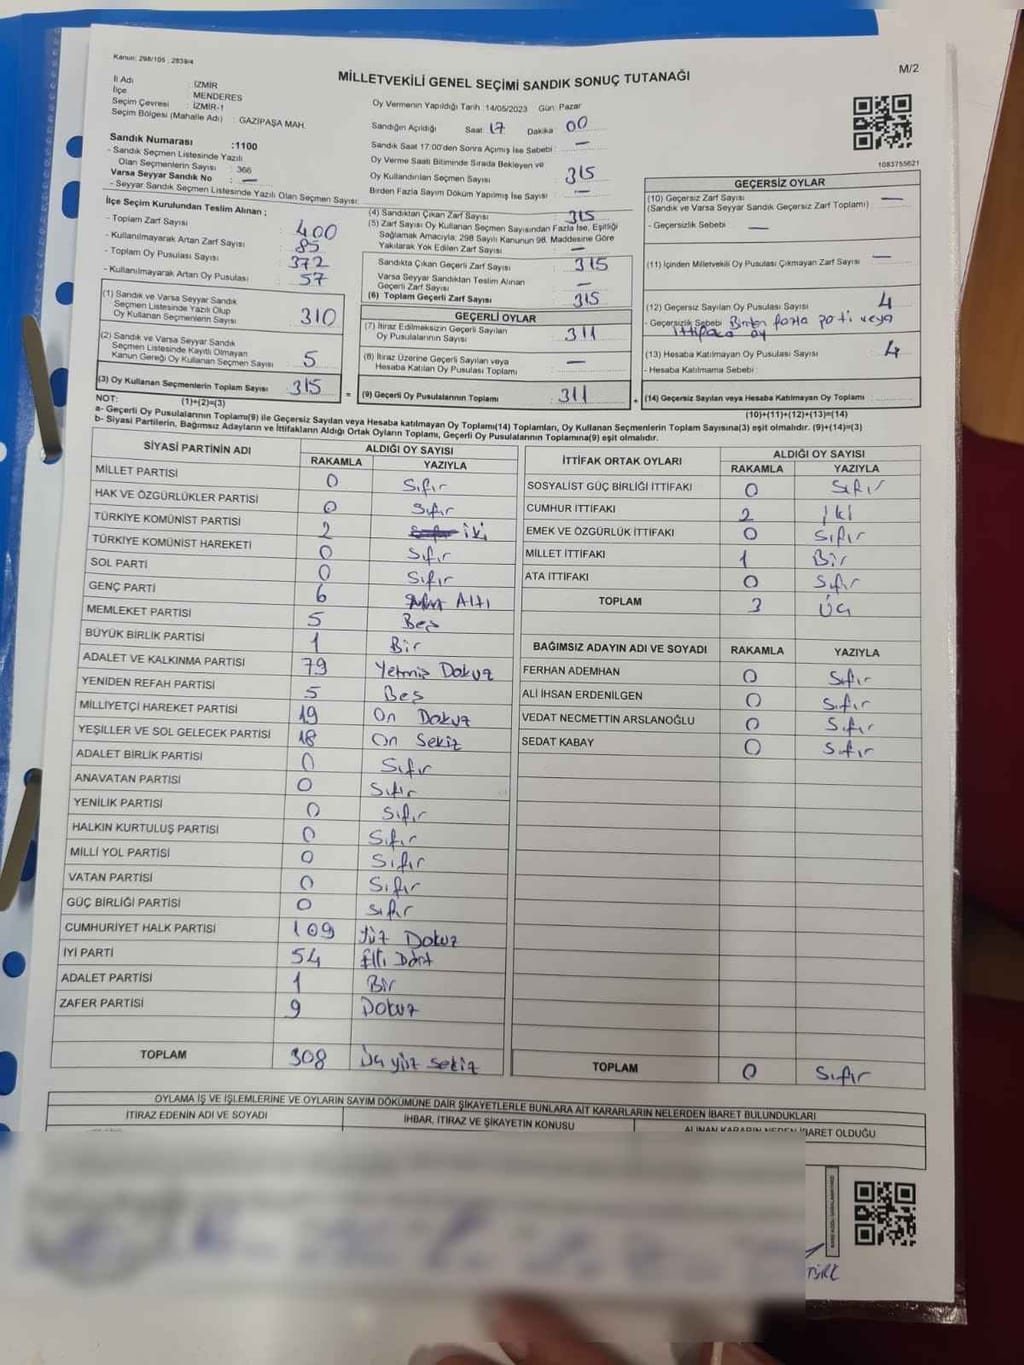 Kanun: 298/105 ; 2839/4
MİLLETVEKİLİ GENEL SEÇİMİ SANDIK SONUÇ TUTANAĞI
M/2
İl Adı : İZMİR
İlçe : MENDERES
Seçim Çevresi : İZMİR-1
Seçim Bölgesi (Mahalle Adı) : GAZİPAŞA MAH.
Sandık Numarası :1100
- Sandık Seçmen Listesinde Yazılı
Olan Seçmenlerin Sayısı : 366
Varsa Seyyar Sandık No : —
- Seyyar Sandık Seçmen Listesinde Yazılı Olan Seçmen Sayısı:
Oy Vermenin Yapıldığı Tarih :14/05/2023 Gün: Pazar
Sandığın Açıldığı Saat: 17 Dakika: 00
Sandık Saat 17:00'den Sonra Açımış İse Sebebi : —
Oy Verme Saati Bitiminde Sırada Bekleyen ve
Oy Kullandırılan Seçmen Sayısı : 315
Birden Fazla Sayım Döküm Yapılmış İse Sayısı : —
1083755621
İlçe Seçim Kurulundan Teslim Alınan ;
- Toplam Zarf Sayısı : 400
- Kullanılmayarak Artan Zarf Sayısı : 85
- Toplam Oy Pusulası Sayısı : 372
- Kullanılmayarak Artan Oy Pusulası : 57
(1) Sandık ve Varsa Seyyar Sandık
Seçmen Listesinde Yazılı Olup
Oy Kullanan Seçmenlerin Sayısı : 310
(2) Sandık ve Varsa Seyyar Sandık
Seçmen Listesinde Kayıtlı Olmayan
Kanun Gereği Oy Kullanan Seçmen Sayısı : 5
(3) Oy Kullanan Seçmenlerin Toplam Sayısı : 315
(1)+(2)=(3)
(4) Sandıktan Çıkan Zarf Sayısı : 315
(5) Zarf Sayısı Oy Kullanan Seçmen Sayısından Fazla İse, Eşitliği
Sağlamak Amacıyla; 298 Sayılı Kanunun 98. Maddesine Göre
Yakılarak Yok Edilen Zarf Sayısı : —
Sandıkta Çıkan Geçerli Zarf Sayısı : 315
Varsa Seyyar Sandıktan Teslim Alınan
Geçerli Zarf Sayısı : —
(6) Toplam Geçerli Zarf Sayısı : 315
GEÇERLİ OYLAR
(7) İtiraz Edilmeksizin Geçerli Sayılan
Oy Pusulalarının Sayısı : 311
(8) İtiraz Üzerine Geçerli Sayılan veya
Hesaba Katılan Oy Pusulası Toplamı : —
(9) Geçerli Oy Pusulalarının Toplamı : 311
GEÇERSİZ OYLAR
(10) Geçersiz Zarf Sayısı
(Sandık ve Varsa Seyyar Sandık Geçersiz Zarf Toplamı) : —
- Geçersizlik Sebebi : —
(11) İçinden Milletvekili Oy Pusulası Çıkmayan Zarf Sayısı : —
(12) Geçersiz Sayılan Oy Pusulası Sayısı : 4
- Geçersizlik Sebebi : Birden fazla parti veya
ittifaka oy
(13) Hesaba Katılmayan Oy Pusulası Sayısı : 4
- Hesaba Katılmama Sebebi :
(14) Geçersiz Sayılan veya Hesaba Katılmayan Oy Toplamı :
(10)+(11)+(12)+(13)=(14)
NOT:
a- Geçerli Oy Pusulalarının Toplamı(9) ile Geçersiz Sayılan veya Hesaba katılmayan Oy Toplamı(14) Toplamları, Oy Kullanan Seçmenlerin Toplam Sayısına(3) eşit olmalıdır. (9)+(14)=(3)
b- Siyasi Partilerin, Bağımsız Adayların ve İttifakların Aldığı Ortak Oyların Toplamı, Geçerli Oy Pusulalarının Toplamına(9) eşit olmalıdır.
SİYASİ PARTİNİN ADI ALDIĞI OY SAYISI
RAKAMLA YAZIYLA
MİLLET PARTİSİ 0 Sıfır
HAK VE ÖZGÜRLÜKLER PARTİSİ 0 Sıfır
TÜRKİYE KOMÜNİST PARTİSİ 2 İki
TÜRKİYE KOMÜNİST HAREKETİ 0 Sıfır
SOL PARTİ 0 Sıfır
GENÇ PARTİ 6 Altı
MEMLEKET PARTİSİ 5 Beş
BÜYÜK BİRLİK PARTİSİ 1 Bir
ADALET VE KALKINMA PARTİSİ 79 Yetmiş Dokuz
YENİDEN REFAH PARTİSİ 5 Beş
MİLLİYETÇİ HAREKET PARTİSİ 19 On Dokuz
YEŞİLLER VE SOL GELECEK PARTİSİ 18 On Sekiz
ADALET BİRLİK PARTİSİ 0 Sıfır
ANAVATAN PARTİSİ 0 Sıfır
YENİLİK PARTİSİ 0 Sıfır
HALKIN KURTULUŞ PARTİSİ 0 Sıfır
MİLLİ YOL PARTİSİ 0 Sıfır
VATAN PARTİSİ 0 Sıfır
GÜÇ BİRLİĞİ PARTİSİ 0 Sıfır
CUMHURİYET HALK PARTİSİ 109 Yüz Dokuz
İYİ PARTİ 54 Elli Dört
ADALET PARTİSİ 1 Bir
ZAFER PARTİSİ 9 Dokuz
TOPLAM 308 Üç yüz sekiz
İTTİFAK ORTAK OYLARI ALDIĞI OY SAYISI
RAKAMLA YAZIYLA
SOSYALİST GÜÇ BİRLİĞİ İTTİFAKI 0 Sıfır
CUMHUR İTTİFAKI 2 İki
EMEK VE ÖZGÜRLÜK İTTİFAKI 0 Sıfır
MİLLET İTTİFAKI 1 Bir
ATA İTTİFAKI 0 Sıfır
TOPLAM 3 Üç
BAĞIMSIZ ADAYIN ADI VE SOYADI RAKAMLA YAZIYLA
FERHAN ADEMHAN 0 Sıfır
ALİ İHSAN ERDENİLGEN 0 Sıfır
VEDAT NECMETTİN ARSLANOĞLU 0 Sıfır
SEDAT KABAY 0 Sıfır
TOPLAM 0 Sıfır
OYLAMA İŞ VE İŞLEMLERİNE VE OYLARIN SAYIM DÖKÜMÜNE DAİR ŞİKAYETLERLE BUNLARA AİT KARARLARIN NELERDEN İBARET BULUNDUKLARI
İTİRAZ EDENİN ADI VE SOYADI İHBAR, İTİRAZ VE ŞİKAYETİN KONUSU ALINAN KARARIN NEDEN İBARET OLDUĞU